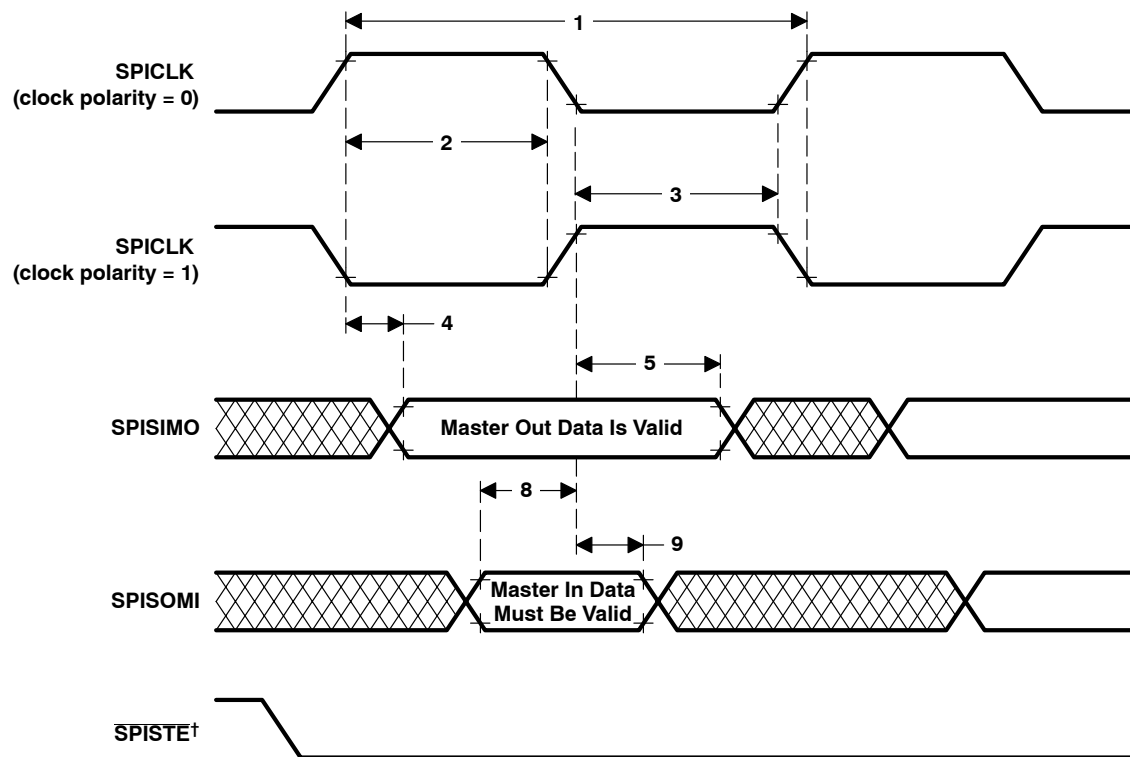 1
SPICLK
(clock polarity = 0)
2
3
SPICLK
(clock polarity = 1)
4
5
SPISIMO
Master Out Data Is Valid
8
9
SPISOMI
Master In Data
Must Be Valid
SPISTE†